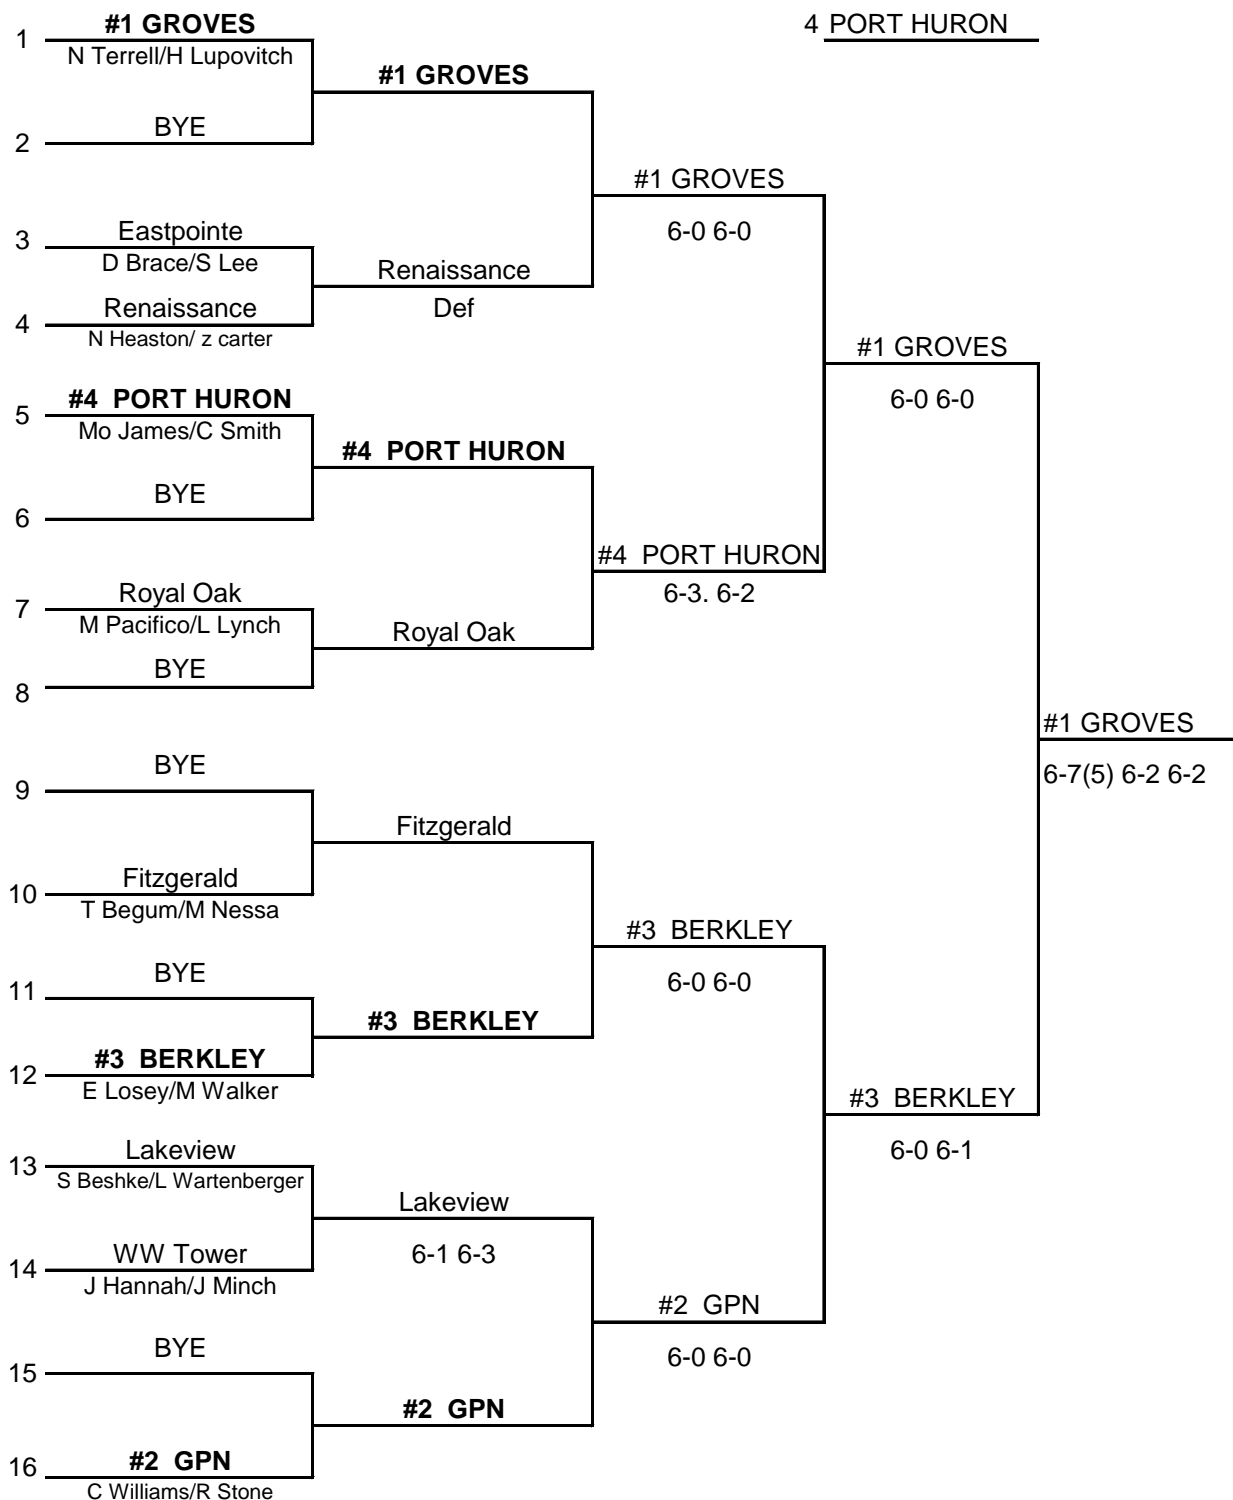 #1 GROVES
1
N Terrell/H Lupovitch
4 PORT HURON
#1 GROVES
BYE
2
#1 GROVES
6-0 6-0
Eastpointe
3
D Brace/S Lee
Renaissance
Def
Renaissance
4
N Heaston/ z carter
#1 GROVES
6-0 6-0
#4 PORT HURON
5
Mo James/C Smith
#4 PORT HURON
BYE
6
#4 PORT HURON
6-3. 6-2
Royal Oak
7
M Pacifico/L Lynch
Royal Oak
BYE
8
#1 GROVES
6-7(5) 6-2 6-2
BYE
9
Fitzgerald
Fitzgerald
10
T Begum/M Nessa
#3 BERKLEY
6-0 6-0
BYE
11
#3 BERKLEY
#3 BERKLEY
12
E Losey/M Walker
#3 BERKLEY
6-0 6-1
Lakeview
13
S Beshke/L Wartenberger
Lakeview
6-1 6-3
WW Tower
14
J Hannah/J Minch
#2 GPN
6-0 6-0
BYE
15
#2 GPN
#2 GPN
16
C Williams/R Stone